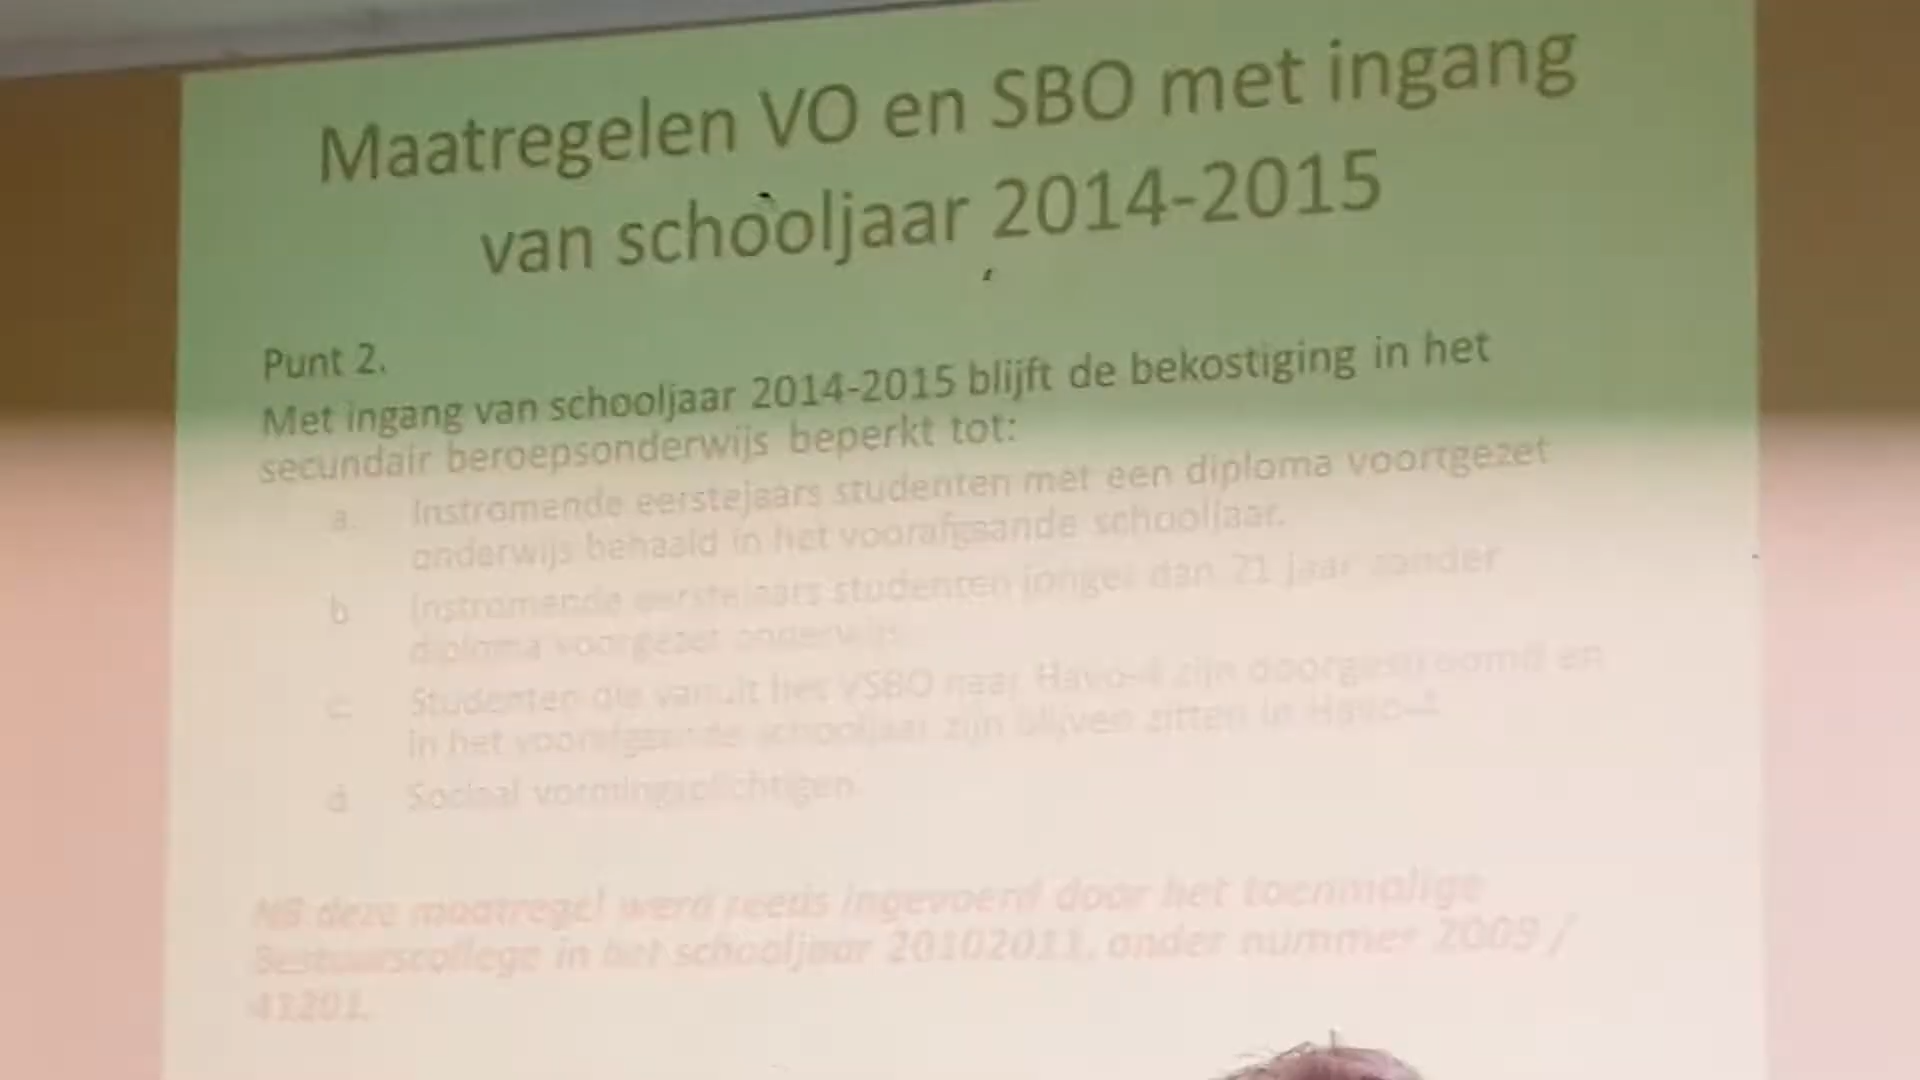 Maatregelen VO en SBO met ingang
van schooljaar 2014-2015
Punt 2.
Met ingang van schooljaar 2014-2015 blijft de bekostiging in het
secundair beroepsonderwijs beperkt tot:
a. Instromende eerstejaars studenten met een diploma voortgezet
onderwijs behaald in het voorafgaande schooljaar.
b Instromende eerstejaars studenten jonger dan 21 jaar zonder
diploma voorgezet onderwijs
c Studenten die vanuit het VSBO naar Havo-4 zijn doorgestroomd en
in het voorafgaande schooljaar zijn blijven zitten in Havo-4
d Sociaal vormingsplichtigen
NB deze maatregel werd reeds ingevoerd door het toenmalige
Bestuurscollege in het schooljaar 20102011, onder nummer 2009 /
41201.